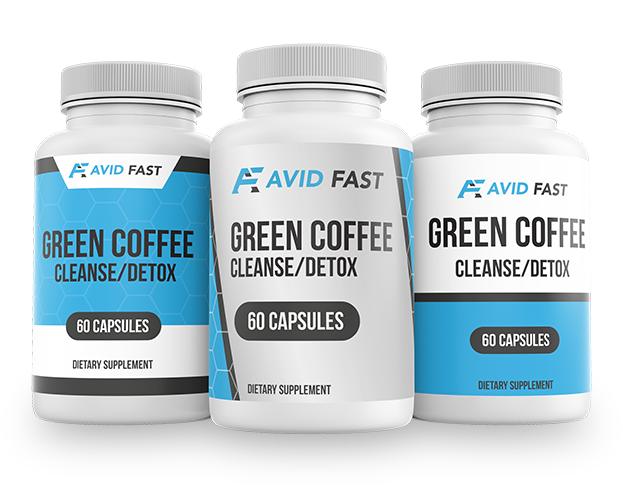 AVID FAST
GREEN COFFEE
CLEANSE/DETOX
60 CAPSULES
DIETARY SUPPLEMENT
AVID FAST
GREEN COFFEE
CLEANSE/DETOX
60 CAPSULES
DIETARY SUPPLEMENT
AVID FAST
GREEN COFFEE
CLEANSE/DETOX
60 CAPSULES
DIETARY SUPPLEMENT